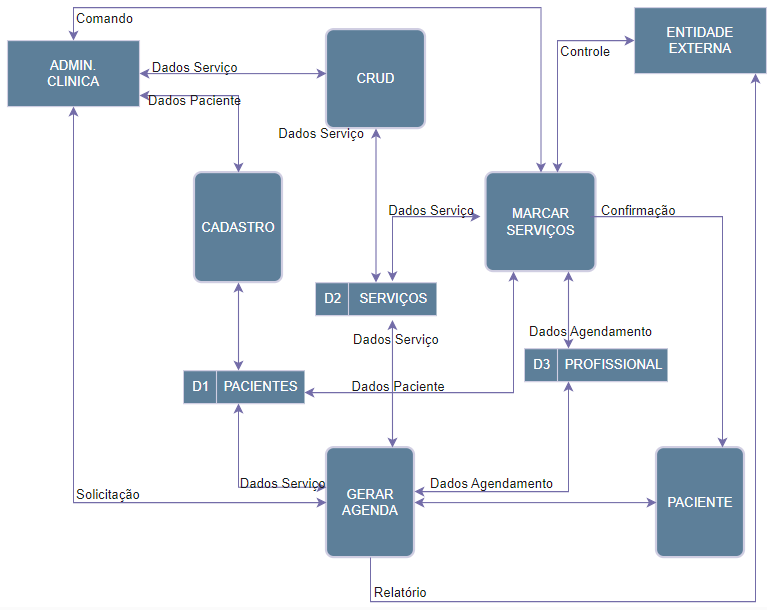 Comando
ENTIDADE
EXTERNA
Controle
ADMIN.
CLINICA
Dados Serviço
CRUD
Dados Paciente
Dados Serviço
CADASTRO
Dados Serviço
MARCAR
SERVIÇOS
Confirmação
D2 SERVIÇOS
Dados Serviço
Dados Agendamento
D3 PROFISSIONAL
D1 PACIENTES
Dados Paciente
Solicitação
Dados Serviço
GERAR
AGENDA
Dados Agendamento
PACIENTE
Relatório